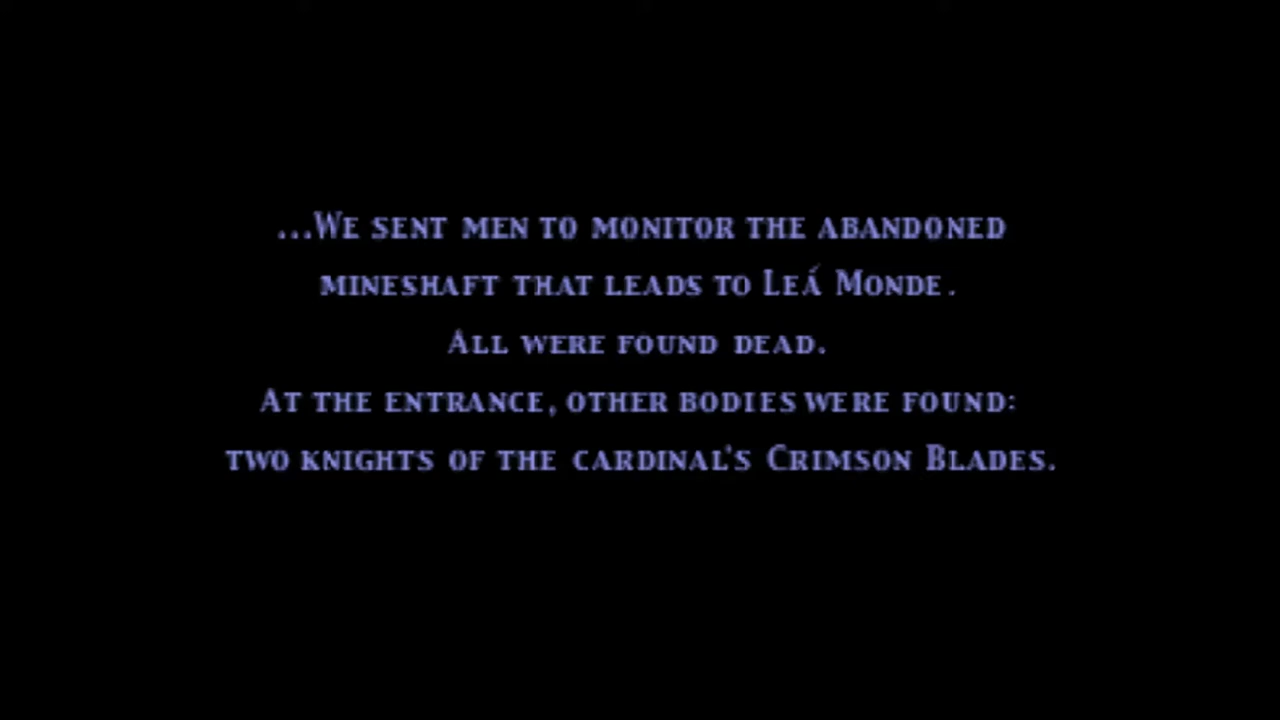 ...We sent men to monitor the abandoned
mineshaft that leads to Leá Monde.
All were found dead.
At the entrance, other bodies were found:
two knights of the cardinal's Crimson Blades.